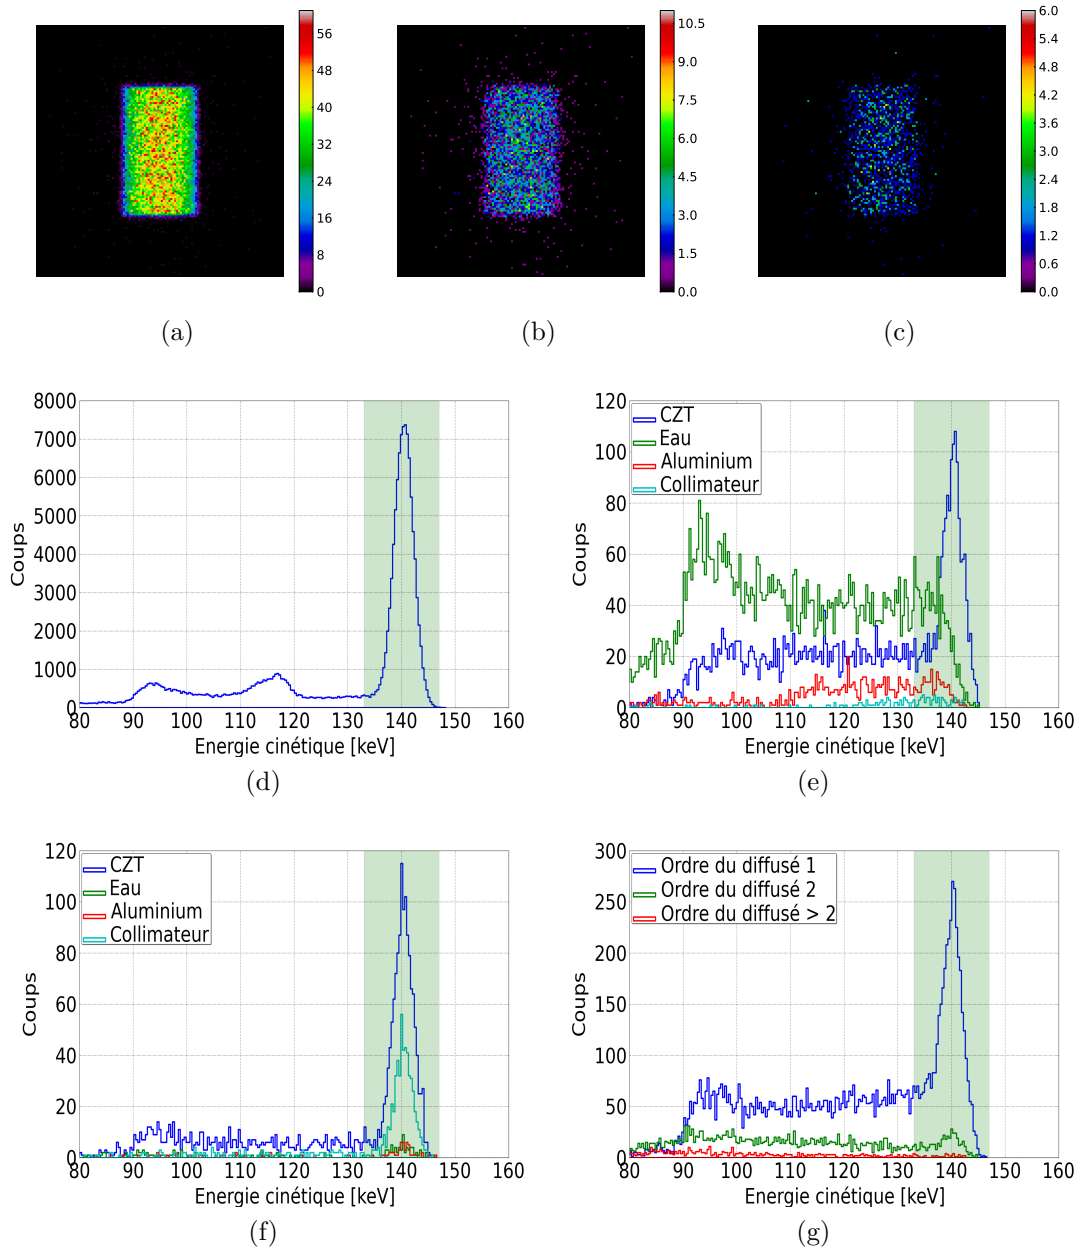 56
48
40
32
24
16
8
0
10.5
9.0
7.5
6.0
4.5
3.0
1.5
0.0
6.0
5.4
4.8
4.2
3.6
3.0
2.4
1.8
1.2
0.6
0.0
(a)
(b)
(c)
8000
7000
6000
5000
4000
3000
2000
1000
0
Coups
80 90 100 110 120 130 140 150 160
Energie cinétique [keV]
(d)
120
100
80
60
40
20
0
Coups
CZT
Eau
Aluminium
Collimateur
80 90 100 110 120 130 140 150 160
Energie cinétique [keV]
(e)
120
100
80
60
40
20
0
Coups
CZT
Eau
Aluminium
Collimateur
80 90 100 110 120 130 140 150 160
Energie cinétique [keV]
(f)
300
250
200
150
100
50
0
Coups
Ordre du diffusé 1
Ordre du diffusé 2
Ordre du diffusé > 2
80 90 100 110 120 130 140 150 160
Energie cinétique [keV]
(g)